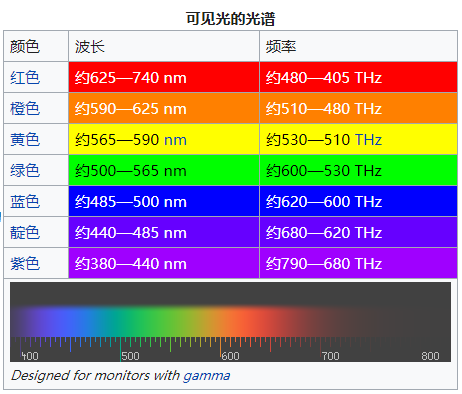 可见光的光谱
颜色 波长 频率
红色 约625—740 nm 约480—405 THz
橙色 约590—625 nm 约510—480 THz
黄色 约565—590 nm 约530—510 THz
绿色 约500—565 nm 约600—530 THz
蓝色 约485—500 nm 约620—600 THz
靛色 约440—485 nm 约680—620 THz
紫色 约380—440 nm 约790—680 THz
400 500 600 700 800
Designed for monitors with gamma